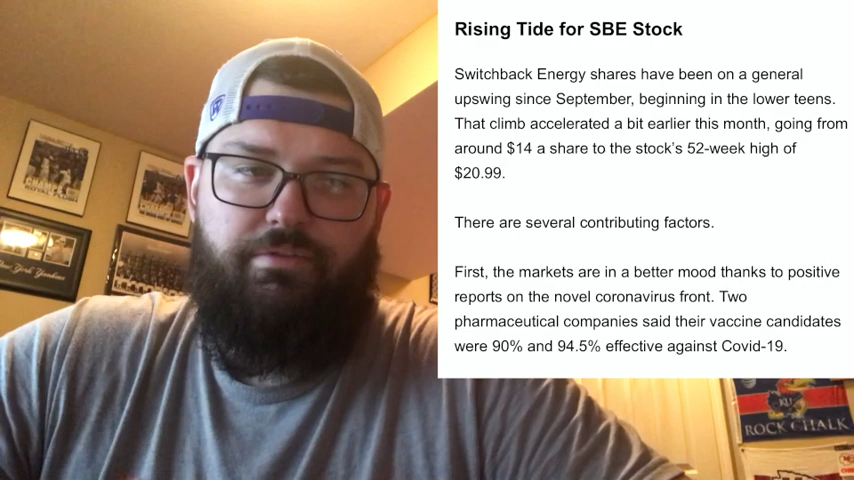 Rising Tide for SBE Stock
Switchback Energy shares have been on a general
upswing since September, beginning in the lower teens.
That climb accelerated a bit earlier this month, going from
around $14 a share to the stock's 52-week high of
$20.99.
There are several contributing factors.
First, the markets are in a better mood thanks to positive
reports on the novel coronavirus front. Two
pharmaceutical companies said their vaccine candidates
were 90% and 94.5% effective against Covid-19.
New York Yankees
KU
ROCK CHALK